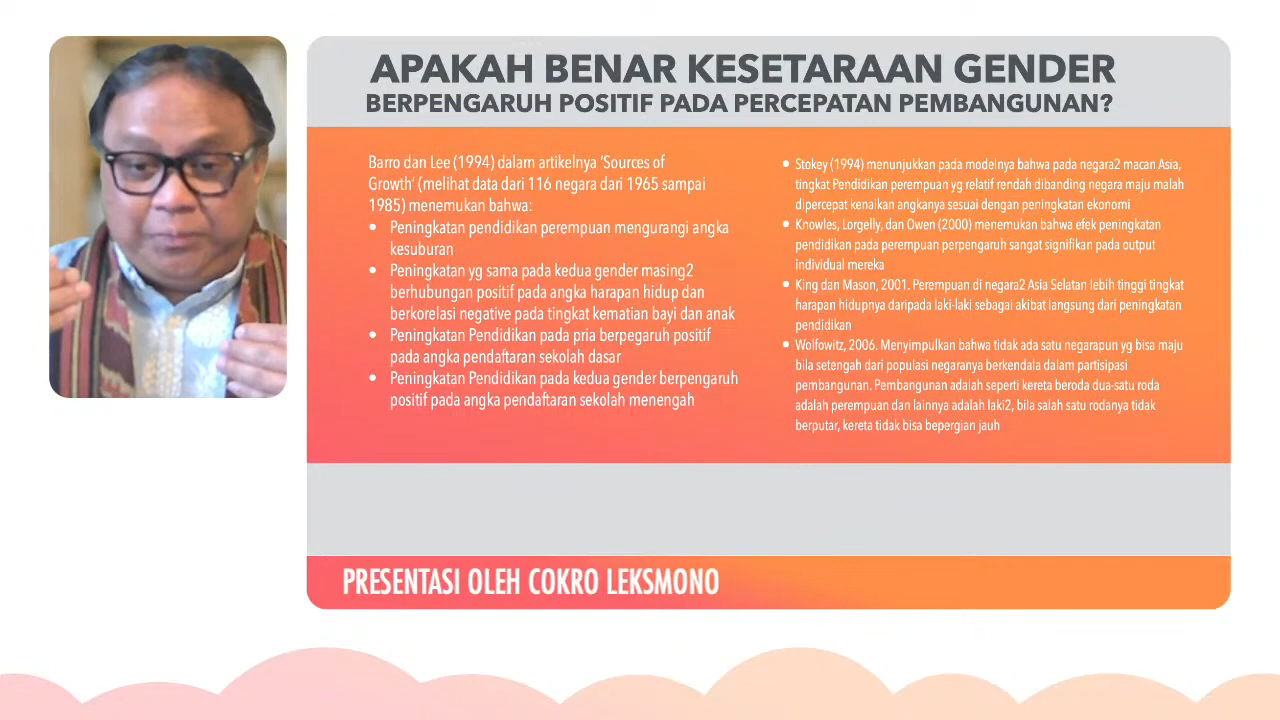 APAKAH BENAR KESETARAAN GENDER
BERPENGARUH POSITIF PADA PERCEPATAN PEMBANGUNAN?
Barro dan Lee (1994) dalam artikelnya ‘Sources of
Growth’ (melihat data dari 116 negara dari 1965 sampai
1985) menemukan bahwa:
• Peningkatan pendidikan perempuan mengurangi angka
kesuburan
• Peningkatan yg sama pada kedua gender masing2
berhubungan positif pada angka harapan hidup dan
berkorelasi negative pada tingkat kematian bayi dan anak
• Peningkatan Pendidikan pada pria berpegaruh positif
pada angka pendaftaran sekolah dasar
• Peningkatan Pendidikan pada kedua gender berpengaruh
positif pada angka pendaftaran sekolah menengah
• Stokey (1994) menunjukkan pada modelnya bahwa pada negara2 macan Asia,
tingkat Pendidikan perempuan yg relatif rendah dibanding negara maju malah
dipercepat kenaikan angkanya sesuai dengan peningkatan ekonomi
• Knowles, Lorgelly, dan Owen (2000) menemukan bahwa efek peningkatan
pendidikan pada perempuan perpengaruh sangat signifikan pada output
individual mereka
• King dan Mason, 2001. Perempuan di negara2 Asia Selatan lebih tinggi tingkat
harapan hidupnya daripada laki-laki sebagai akibat langsung dari peningkatan
pendidikan
• Wolfowitz, 2006. Menyimpulkan bahwa tidak ada satu negarapun yg bisa maju
bila setengah dari populasi negaranya berkendala dalam partisipasi
pembangunan. Pembangunan adalah seperti kereta beroda dua-satu roda
adalah perempuan dan lainnya adalah laki2, bila salah satu rodanya tidak
berputar, kereta tidak bisa bepergian jauh
PRESENTASI OLEH COKRO LEKSMONO